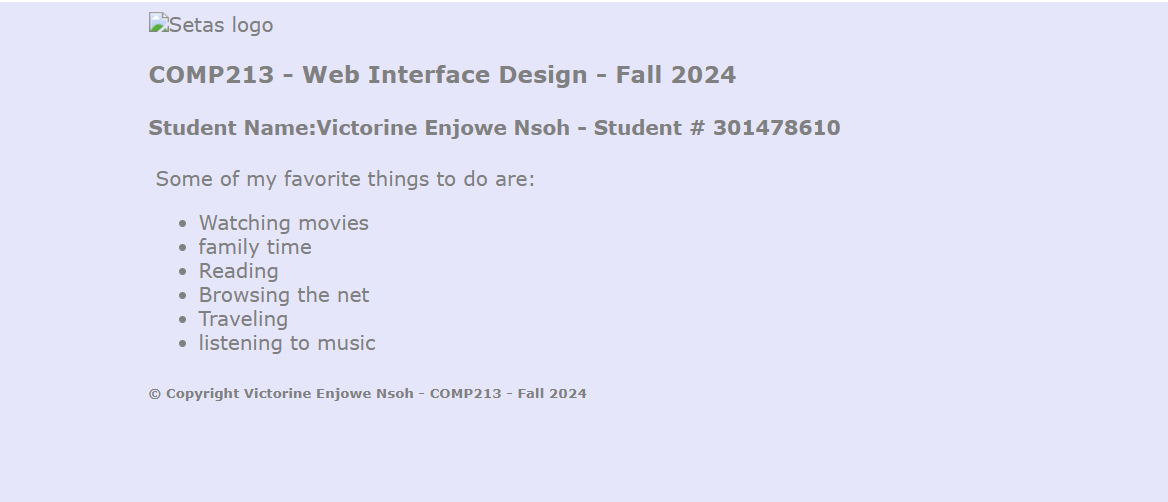 Setas logo
COMP213 - Web Interface Design - Fall 2024
Student Name:Victorine Enjowe Nsoh - Student # 301478610
Some of my favorite things to do are:
• Watching movies
• family time
• Reading
• Browsing the net
• Traveling
• listening to music
© Copyright Victorine Enjowe Nsoh - COMP213 - Fall 2024